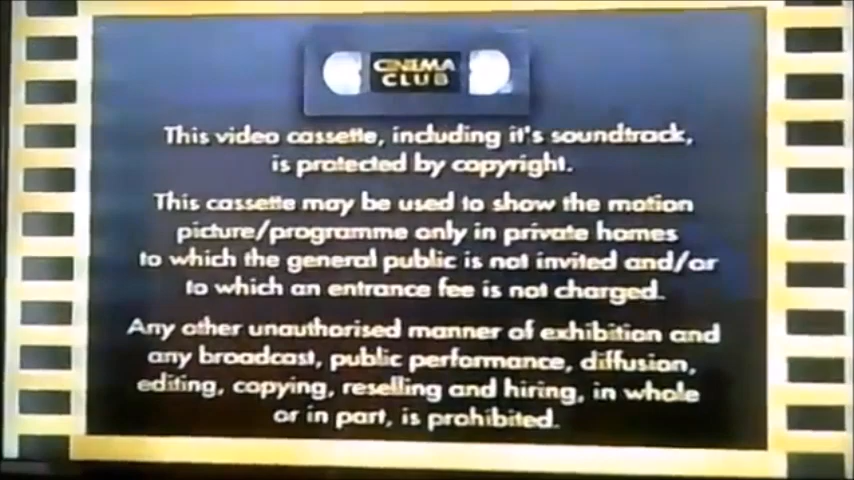 CINEMA
CLUB
This video cassette, including it's soundtrack,
is protected by copyright.
This cassette may be used to show the motion
picture/programme only in private homes
to which the general public is not invited and/or
to which an entrance fee is not charged.
Any other unauthorised manner of exhibition and
any broadcast, public performance, diffusion,
editing, copying, reselling and hiring, in whole
or in part, is prohibited.